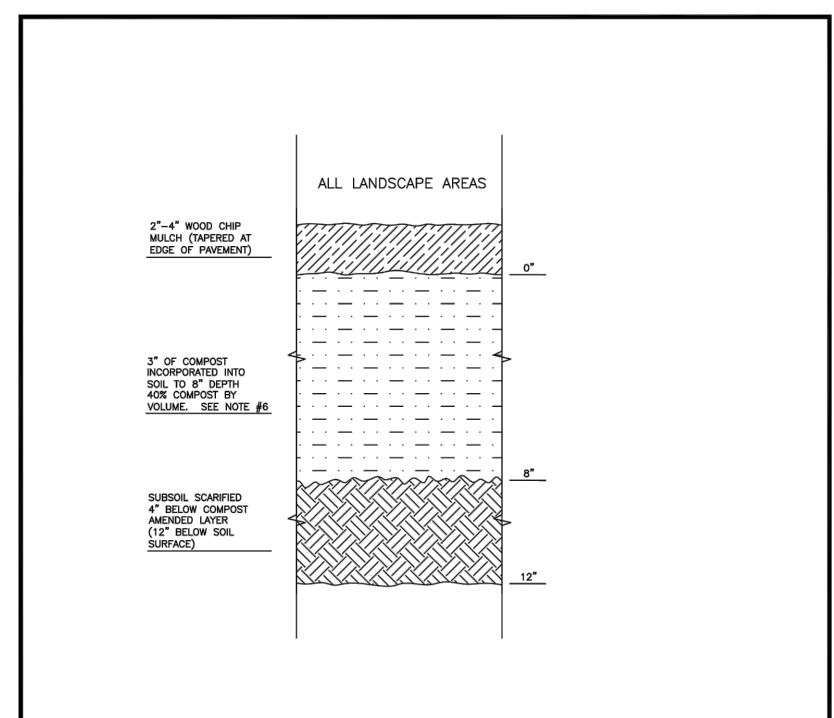 ALL LANDSCAPE AREAS
2"-4" WOOD CHIP
MULCH (TAPERED AT
EDGE OF PAVEMENT)
0"
3" OF COMPOST
INCORPORATED INTO
SOIL TO 8" DEPTH
40% COMPOST BY
VOLUME. SEE NOTE #6
8"
SUBSOIL SCARIFIED
4" BELOW COMPOST
AMENDED LAYER
(12" BELOW SOIL
SURFACE)
12"